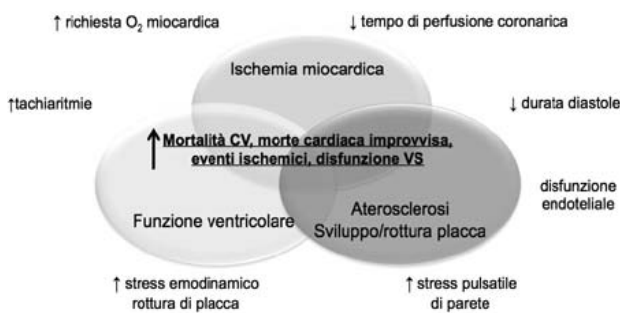 ↑ richiesta O₂ miocardica
↓ tempo di perfusione coronarica
Ischemia miocardica
↑tachiaritmie
↓ durata diastole
↑ Mortalità CV, morte cardiaca improvvisa,
eventi ischemici, disfunzione VS
disfunzione
endoteliale
Funzione ventricolare
Aterosclerosi
Sviluppo/rottura placca
↑ stress emodinamico
rottura di placca
↑ stress pulsatile
di parete